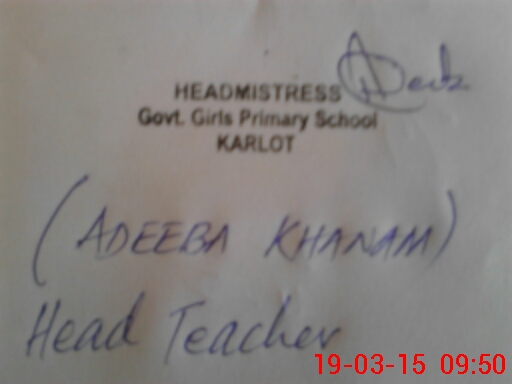 HEADMISTRESS
Govt. Girls Primary School
KARLOT
(ADEEBA KHANAM)
Head Teacher
19-03-15 09:50